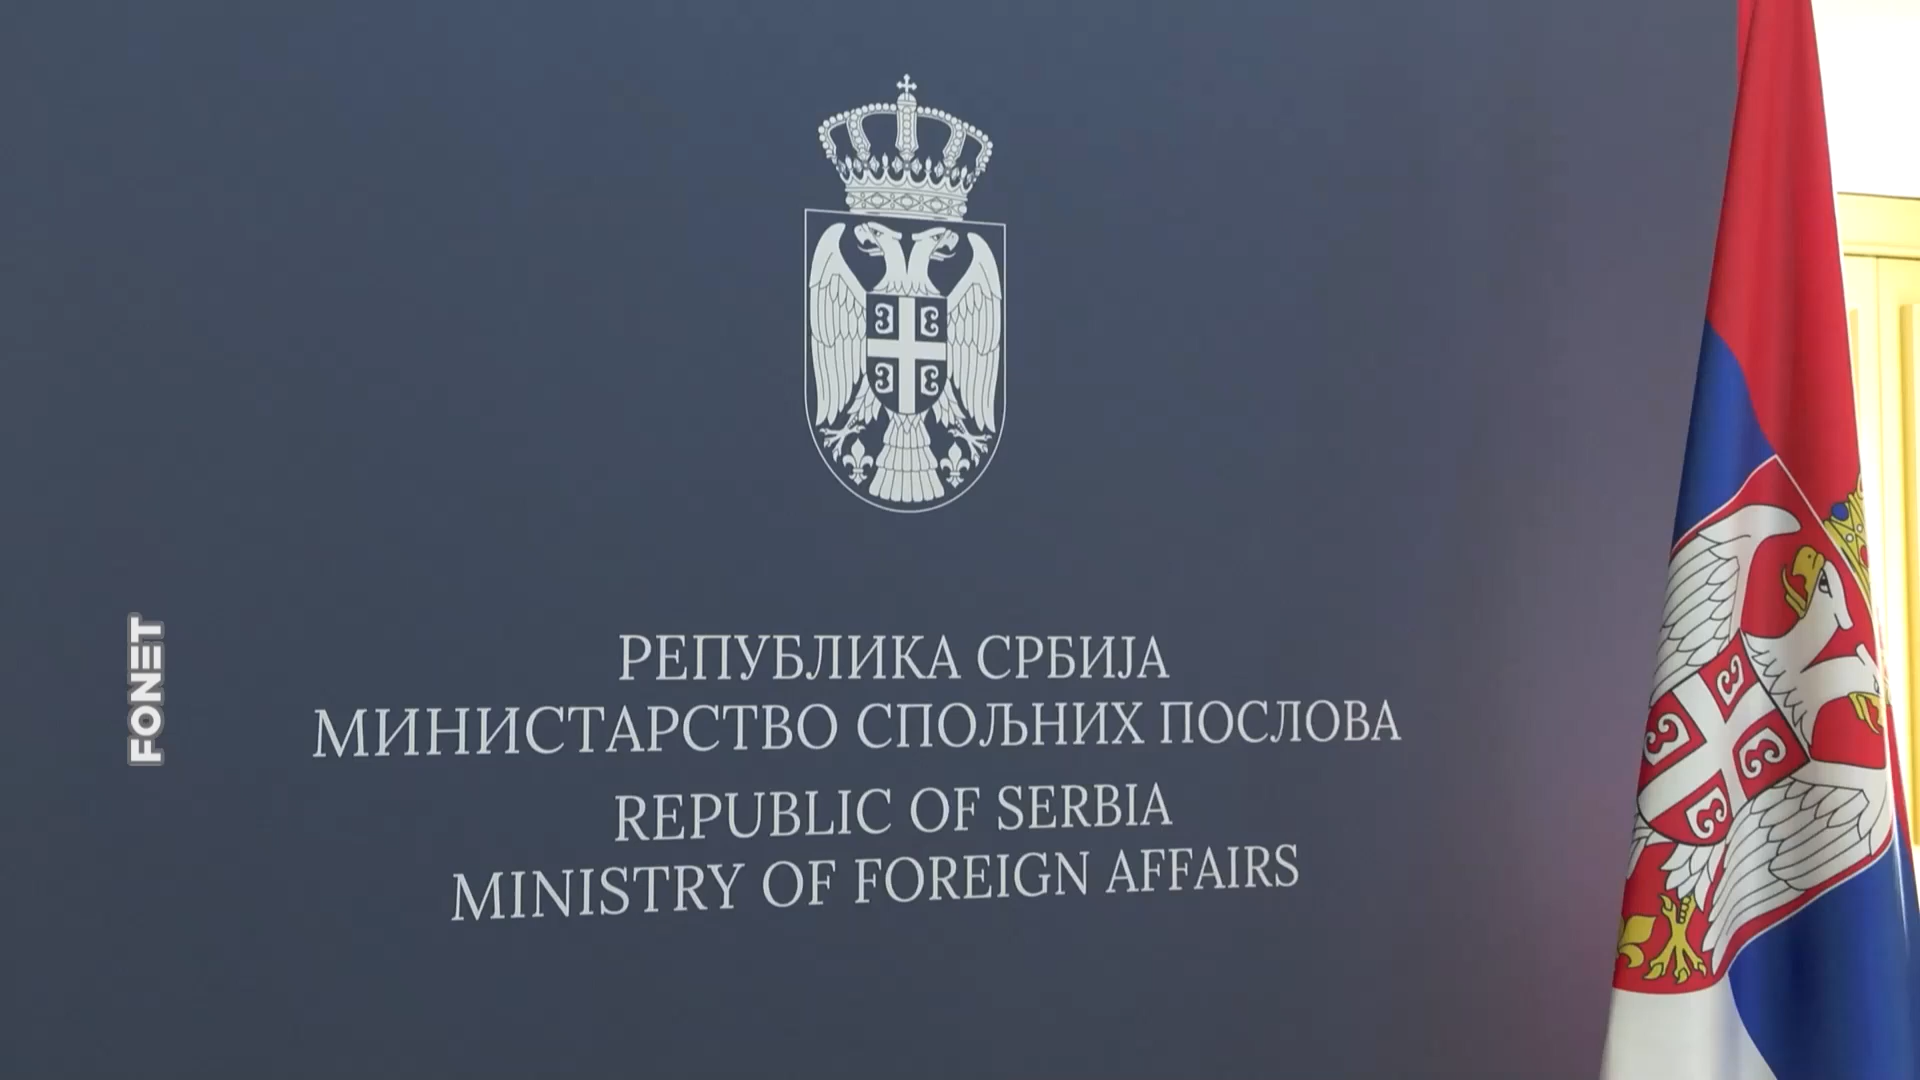 РЕПУБЛИКА СРБИЈА
МИНИСТАРСТВО СПОЉНИХ ПОСЛОВА
REPUBLIC OF SERBIA
MINISTRY OF FOREIGN AFFAIRS
FONET